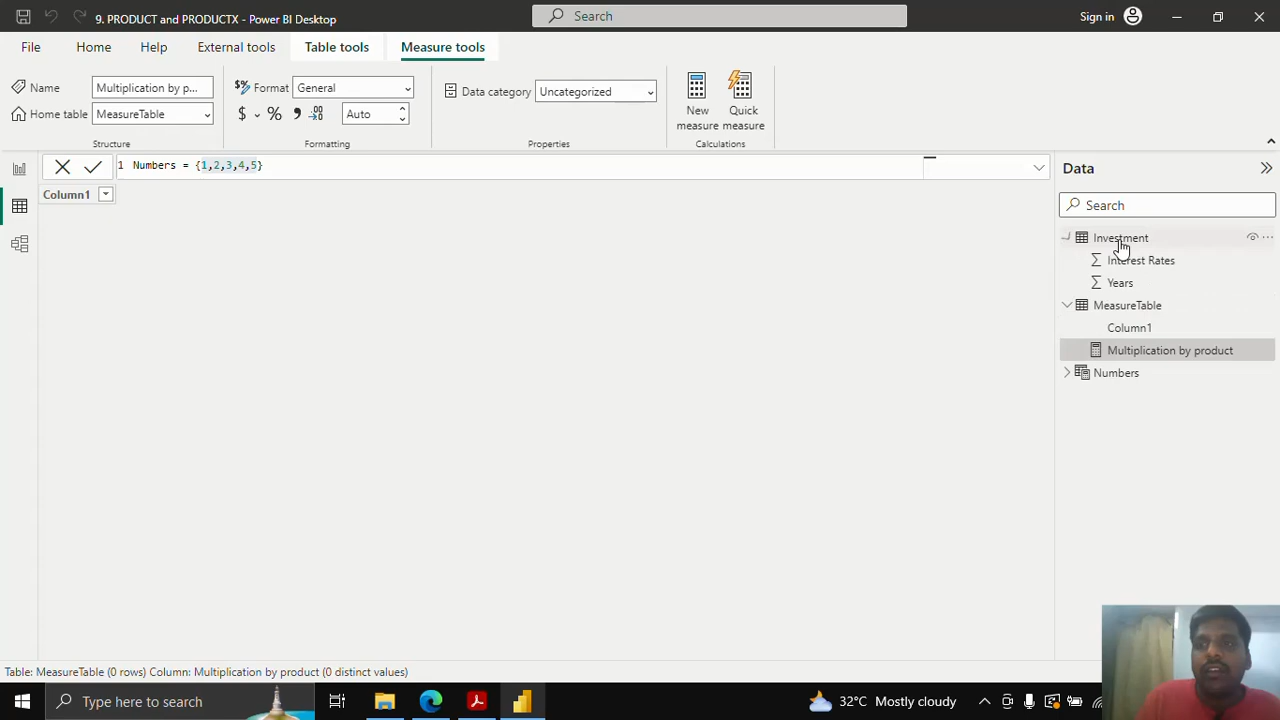 9. PRODUCT and PRODUCTX - Power BI Desktop
Search
Sign in
File
Home
Help
External tools
Table tools
Measure tools
Name
Multiplication by p...
Format
General
Data category
Uncategorized
New measure
Quick measure
Home table
MeasureTable
$
%
Auto
Structure
Formatting
Properties
Calculations
1 Numbers = {1,2,3,4,5}
Column1
Data
Search
Investment
Interest Rates
Years
MeasureTable
Column1
Multiplication by product
Numbers
Table: MeasureTable (0 rows) Column: Multiplication by product (0 distinct values)
Type here to search
32°C Mostly cloudy